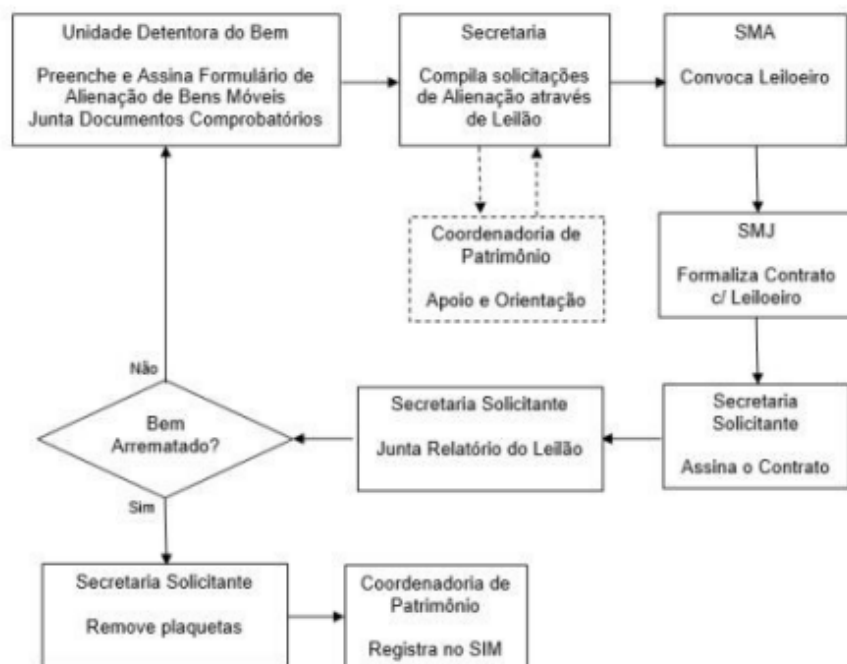 Unidade Detentora do Bem
Preenche e Assina Formulário de
Alienação de Bens Móveis
Junta Documentos Comprobatórios
Secretaria
Compila solicitações
de Alienação através
de Leilão
SMA
Convoca Leiloeiro
Coordenadoria de
Patrimônio
Apoio e Orientação
SMJ
Formaliza Contrato
c/ Leiloeiro
Secretaria
Solicitante
Assina o Contrato
Secretaria Solicitante
Junta Relatório do Leilão
Não
Bem
Arrematado?
Sim
Secretaria Solicitante
Remove plaquetas
Coordenadoria de
Patrimônio
Registra no SIM